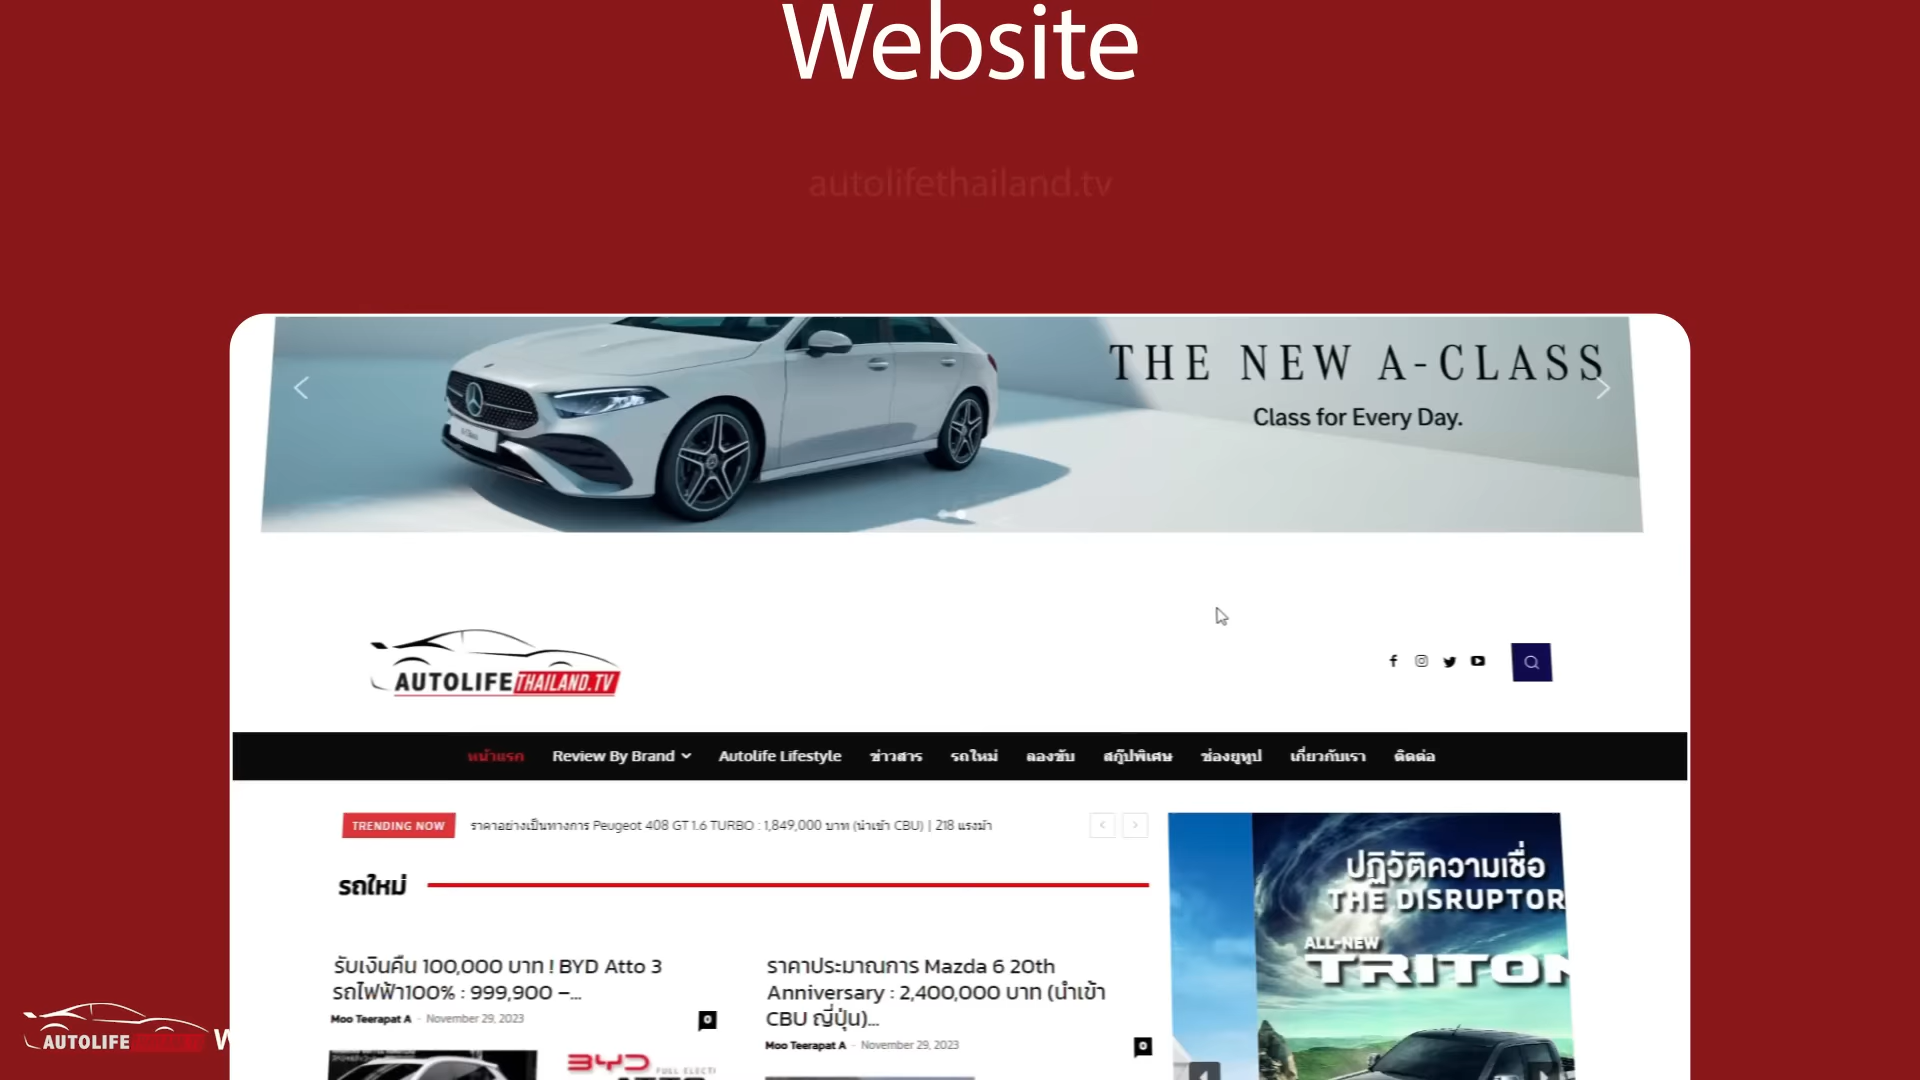 Website
autolifethailand.tv
THE NEW A-CLASS
Class for Every Day.
AUTOLIFE THAILAND.TV
หน้าแรก Review By Brand Autolife Lifestyle ข่าวสาร รถใหม่ ลองขับ สกู๊ปพิเศษ ช่องยูทูป เกี่ยวกับเรา ติดต่อ
TRENDING NOW ราคาอย่างเป็นทางการ Peugeot 408 GT 1.6 TURBO : 1,849,000 บาท (นำเข้า CBU) | 218 แรงม้า
รถใหม่
รับเงินคืน 100,000 บาท ! BYD Atto 3
รถไฟฟ้า100% : 999,900 –...
Moo Teerapat A - November 29, 2023 0
ราคาประมาณการ Mazda 6 20th
Anniversary : 2,400,000 บาท (นำเข้า
CBU ญี่ปุ่น)...
Moo Teerapat A - November 29, 2023 0
BYD
ปฏิวัติความเชื่อ
THE DISRUPTOR
ALL-NEW
TRITON
AUTOLIFE
W